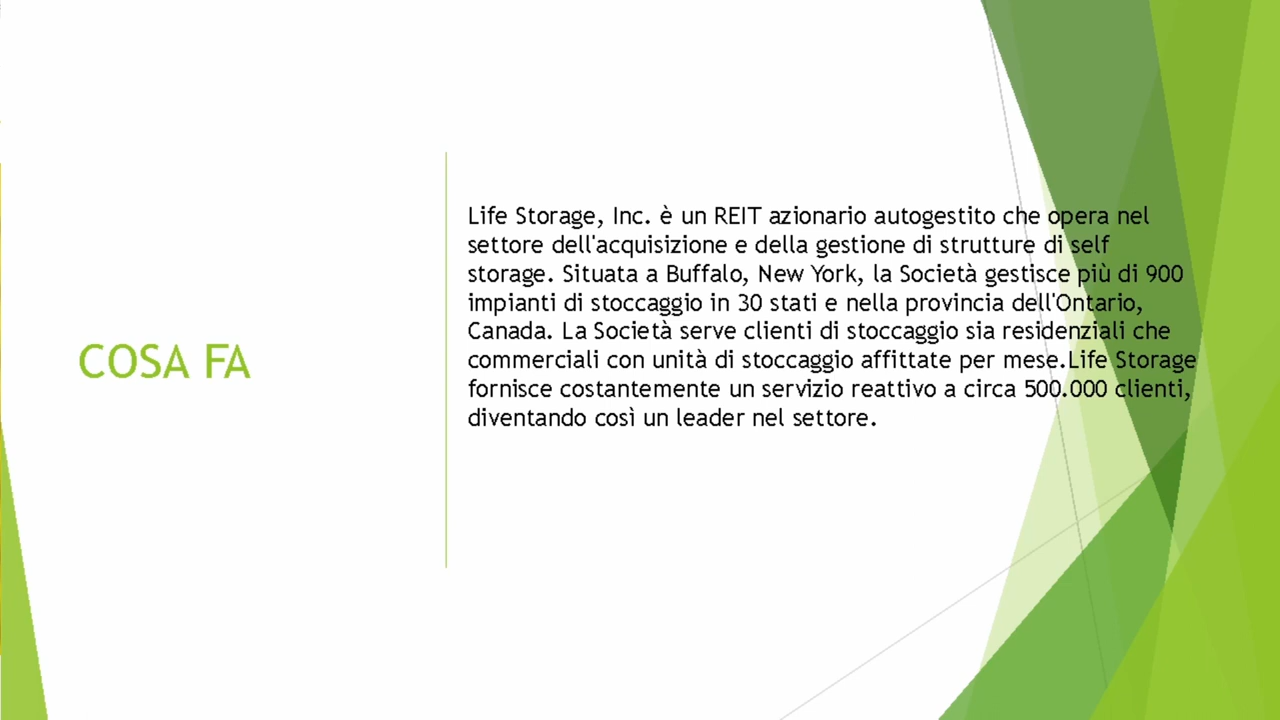 COSA FA
Life Storage, Inc. è un REIT azionario autogestito che opera nel
settore dell'acquisizione e della gestione di strutture di self
storage. Situata a Buffalo, New York, la Società gestisce più di 900
impianti di stoccaggio in 30 stati e nella provincia dell'Ontario,
Canada. La Società serve clienti di stoccaggio sia residenziali che
commerciali con unità di stoccaggio affittate per mese.Life Storage
fornisce costantemente un servizio reattivo a circa 500.000 clienti,
diventando così un leader nel settore.